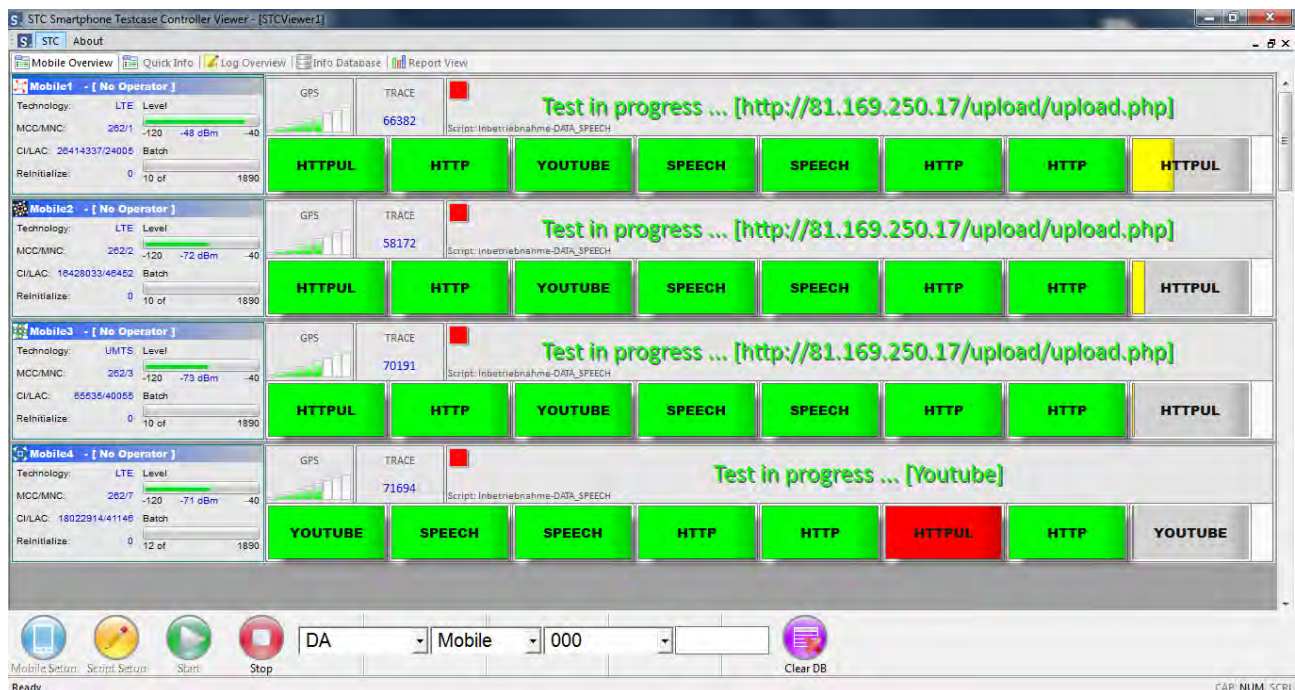 STC Smartphone Testcase Controller Viewer - [STCViewer1]
STC About
Mobile Overview Quick Info Log Overview Info Database Report View
Mobile1 - [ No Operator ]
Technology: LTE Level
MCC/MNC: 262/1 -120 -48 dBm -40
CI/LAC: 26414337/24005 Batch
Reinitialize: 0 10 of 1890
GPS TRACE
66382
Test in progress ... [http://81.169.250.17/upload/upload.php]
Script: Inbetriebnahme-DATA_SPEECH
HTTPUL HTTP YOUTUBE SPEECH SPEECH HTTP HTTP HTTPUL
Mobile2 - [ No Operator ]
Technology: LTE Level
MCC/MNC: 262/2 -120 -72 dBm -40
CI/LAC: 16428033/46452 Batch
Reinitialize: 0 10 of 1890
GPS TRACE
58172
Test in progress ... [http://81.169.250.17/upload/upload.php]
Script: Inbetriebnahme-DATA_SPEECH
HTTPUL HTTP YOUTUBE SPEECH SPEECH HTTP HTTP HTTPUL
Mobile3 - [ No Operator ]
Technology: UMTS Level
MCC/MNC: 262/3 -120 -73 dBm -40
CI/LAC: 65535/40055 Batch
Reinitialize: 0 10 of 1890
GPS TRACE
70191
Test in progress ... [http://81.169.250.17/upload/upload.php]
Script: Inbetriebnahme-DATA_SPEECH
HTTPUL HTTP YOUTUBE SPEECH SPEECH HTTP HTTP HTTPUL
Mobile4 - [ No Operator ]
Technology: LTE Level
MCC/MNC: 262/7 -120 -71 dBm -40
CI/LAC: 18022914/41146 Batch
Reinitialize: 0 12 of 1890
GPS TRACE
71694
Test in progress ... [Youtube]
Script: Inbetriebnahme-DATA_SPEECH
YOUTUBE SPEECH SPEECH HTTP HTTP HTTPUL HTTP YOUTUBE
DA Mobile 000
Mobile Setup Script Setup Start Stop Clear DB
Ready CAP NUM SCRL